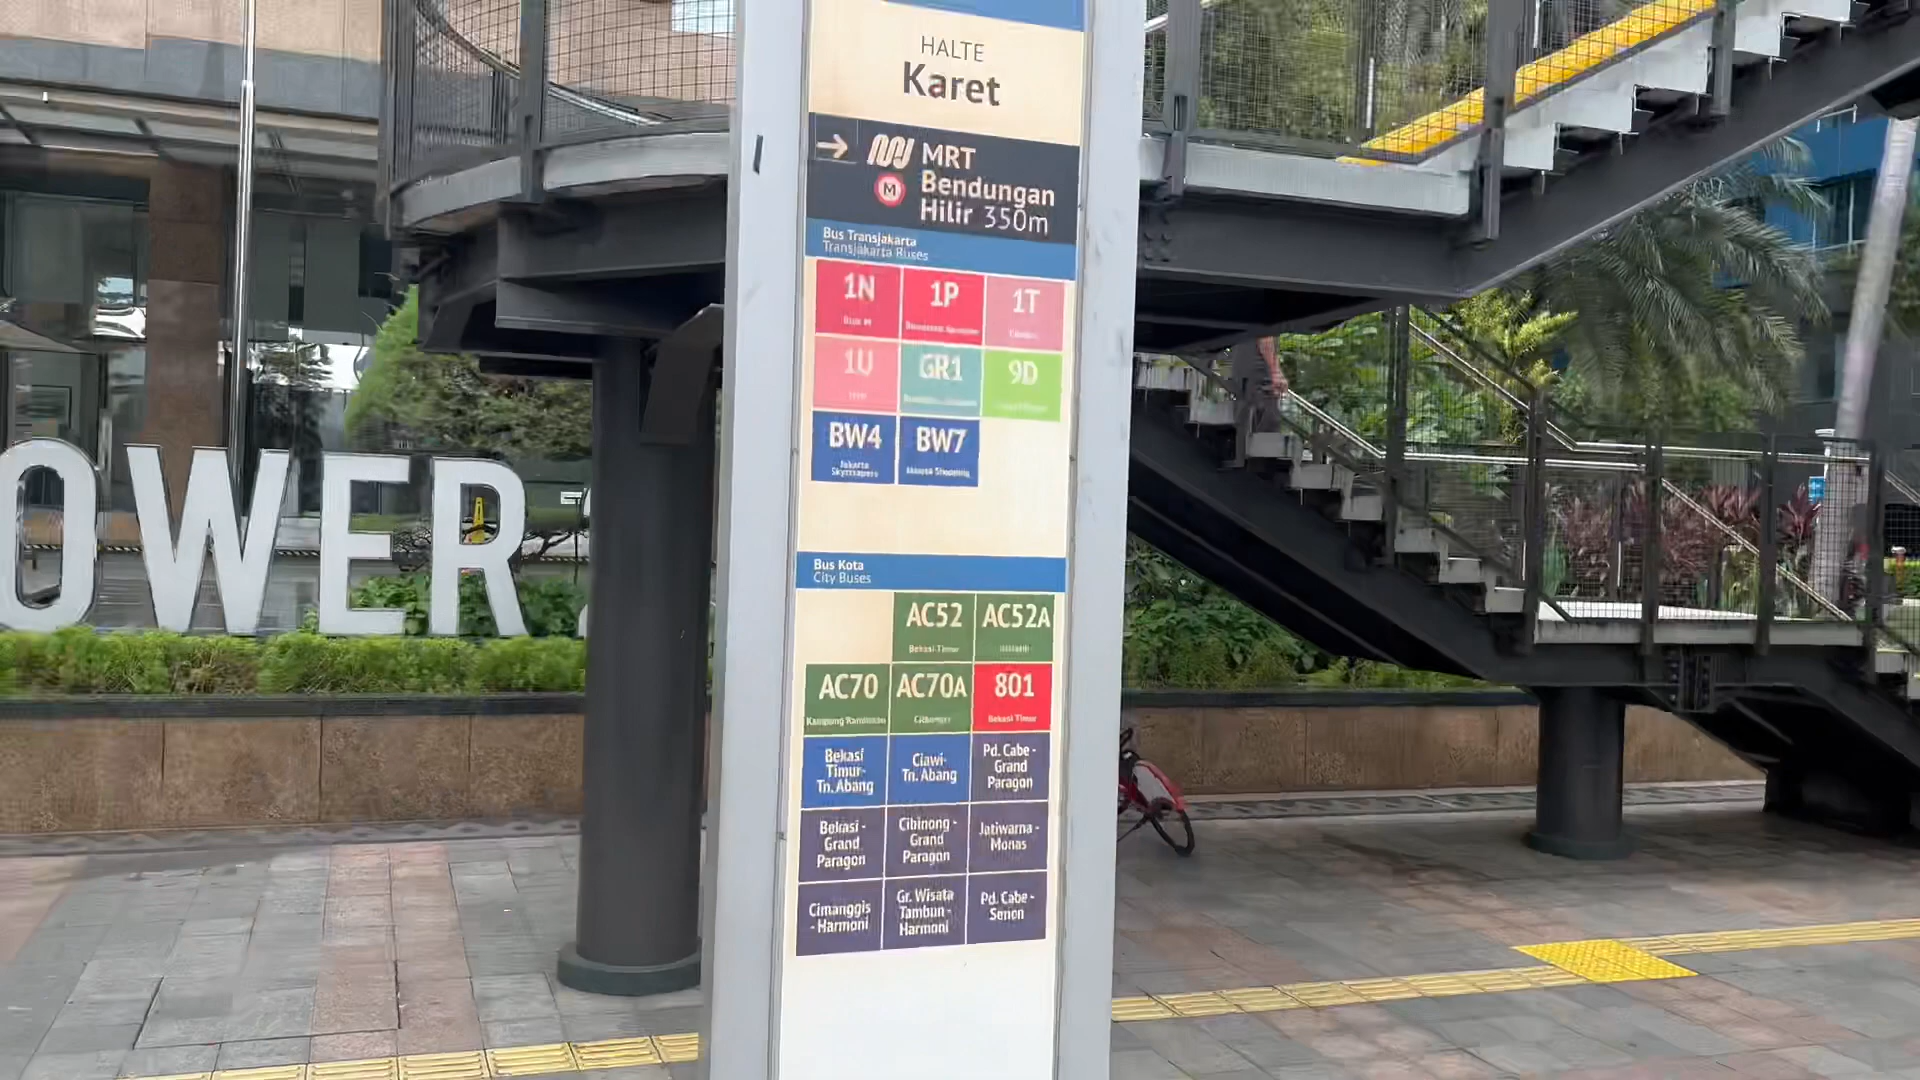 HALTE
Karet
MRT
M
Bendungan
Hilir 350m
Bus Transjakarta
Transjakarta Buses
1N
Blok M
1P
1T
1U
GR1
9D
BW4
Jakarta
BW7
Bus Kota
City Buses
AC52
Bekasi Timur
AC52A
AC70
Kampung Rambutan
AC70A
801
Bekasi Timur
Bekasi
Timur-
Tn. Abang
Ciawi-
Tn. Abang
Pd. Cabe -
Grand
Paragon
Bekasi -
Grand
Paragon
Cibinong -
Grand
Paragon
Jatiwarna -
Monas
Cimanggis
- Harmoni
Gr. Wisata
Tambun -
Harmoni
Pd. Cabe -
Senen
OWER